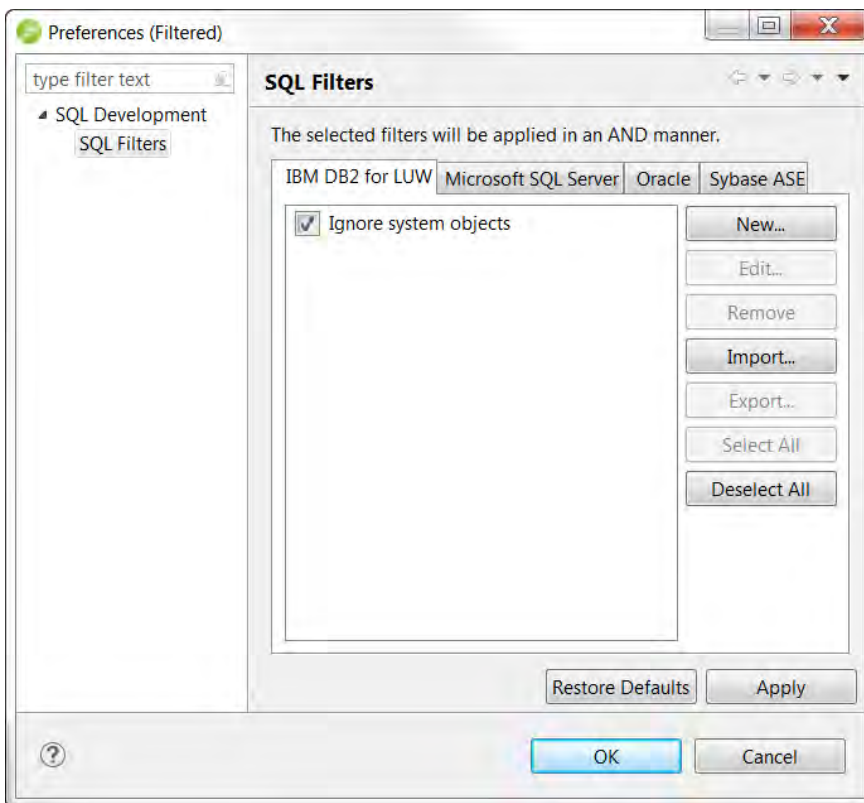 Preferences (Filtered)
type filter text
SQL Development
SQL Filters
SQL Filters
The selected filters will be applied in an AND manner.
IBM DB2 for LUW Microsoft SQL Server Oracle Sybase ASE
Ignore system objects
New...
Edit...
Remove
Import...
Export...
Select All
Deselect All
Restore Defaults Apply
? OK Cancel